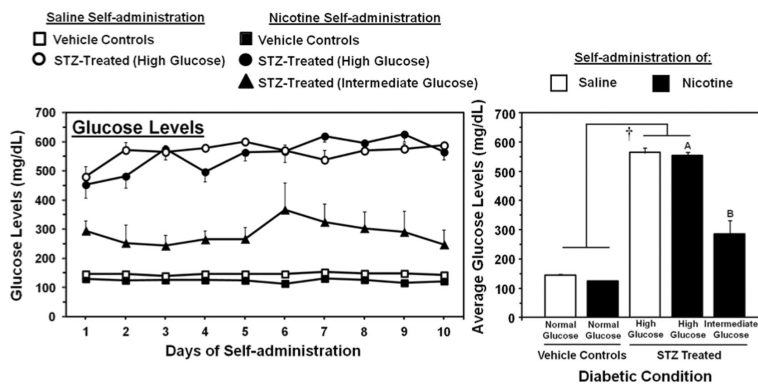 Saline Self-administration
Vehicle Controls
STZ-Treated (High Glucose)
Nicotine Self-administration
Vehicle Controls
STZ-Treated (High Glucose)
STZ-Treated (Intermediate Glucose)
Glucose Levels
Glucose Levels (mg/dL)
700
600
500
400
300
200
100
0
1 2 3 4 5 6 7 8 9 10
Days of Self-administration
Self-administration of:
Saline Nicotine
Average Glucose Levels (mg/dL)
700
600
500
400
300
200
100
0
†
A
B
Normal Normal High High Intermediate
Glucose Glucose Glucose Glucose Glucose
Vehicle Controls STZ Treated
Diabetic Condition